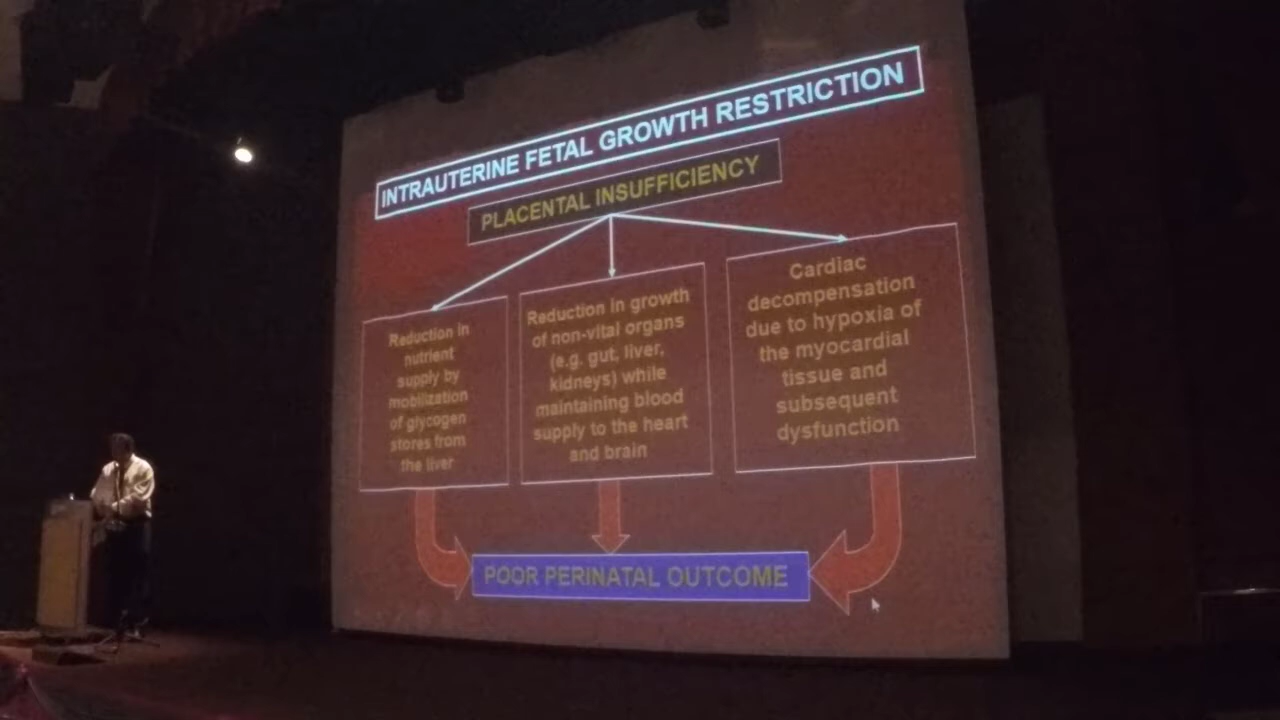 INTRAUTERINE FETAL GROWTH RESTRICTION
PLACENTAL INSUFFICIENCY
Reduction in
nutrient
supply by
mobilization
of glycogen
stores from
the liver
Reduction in growth
of non-vital organs
(e.g. gut, liver,
kidneys) while
maintaining blood
supply to the heart
and brain
Cardiac
decompensation
due to hypoxia of
the myocardial
tissue and
subsequent
dysfunction
POOR PERINATAL OUTCOME